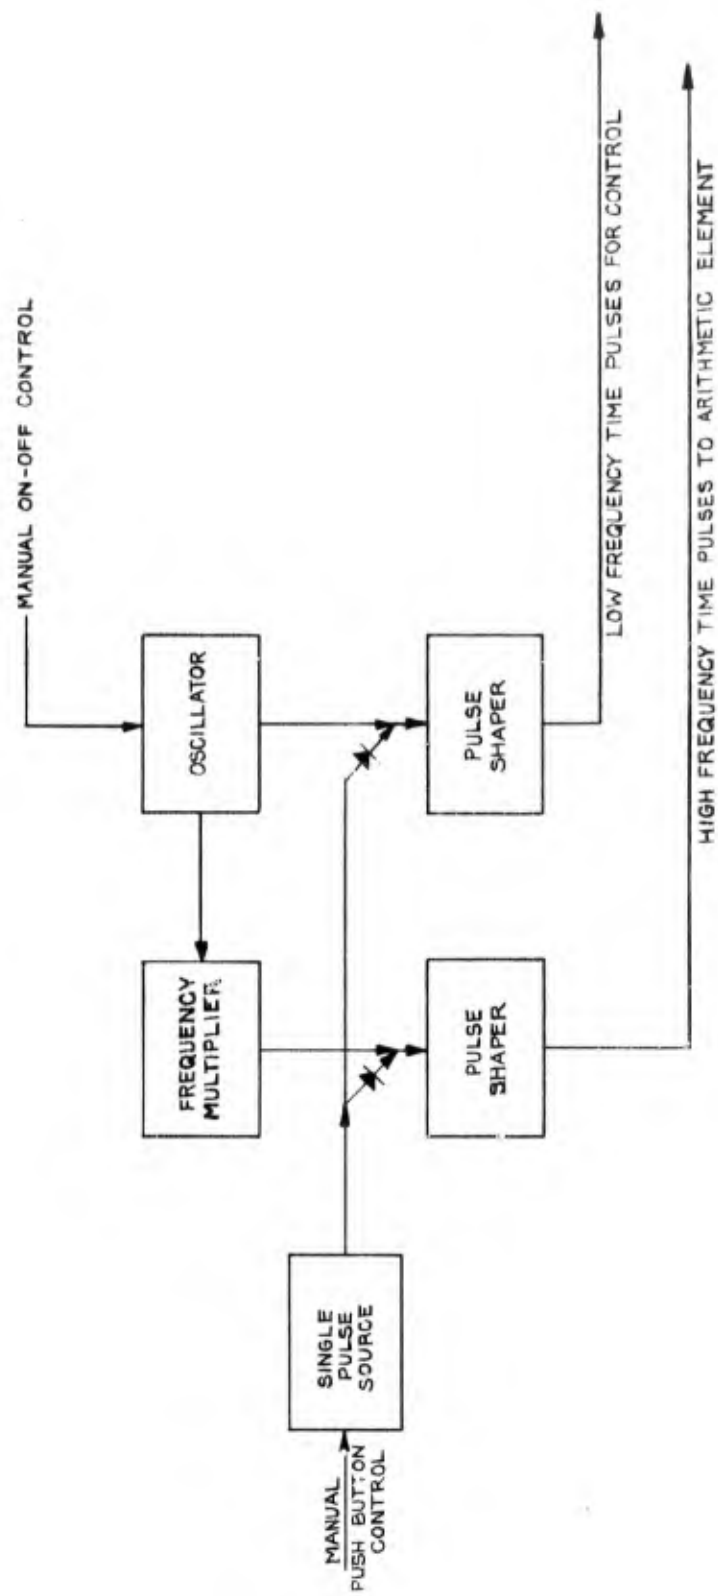 MANUAL ON-OFF CONTROL
OSCILLATOR
FREQUENCY
MULTIPLIER
SINGLE
PULSE
SOURCE
MANUAL
PUSH BUTTON
CONTROL
PULSE
SHAPER
PULSE
SHAPER
LOW FREQUENCY TIME PULSES FOR CONTROL
HIGH FREQUENCY TIME PULSES TO ARITHMETIC ELEMENT